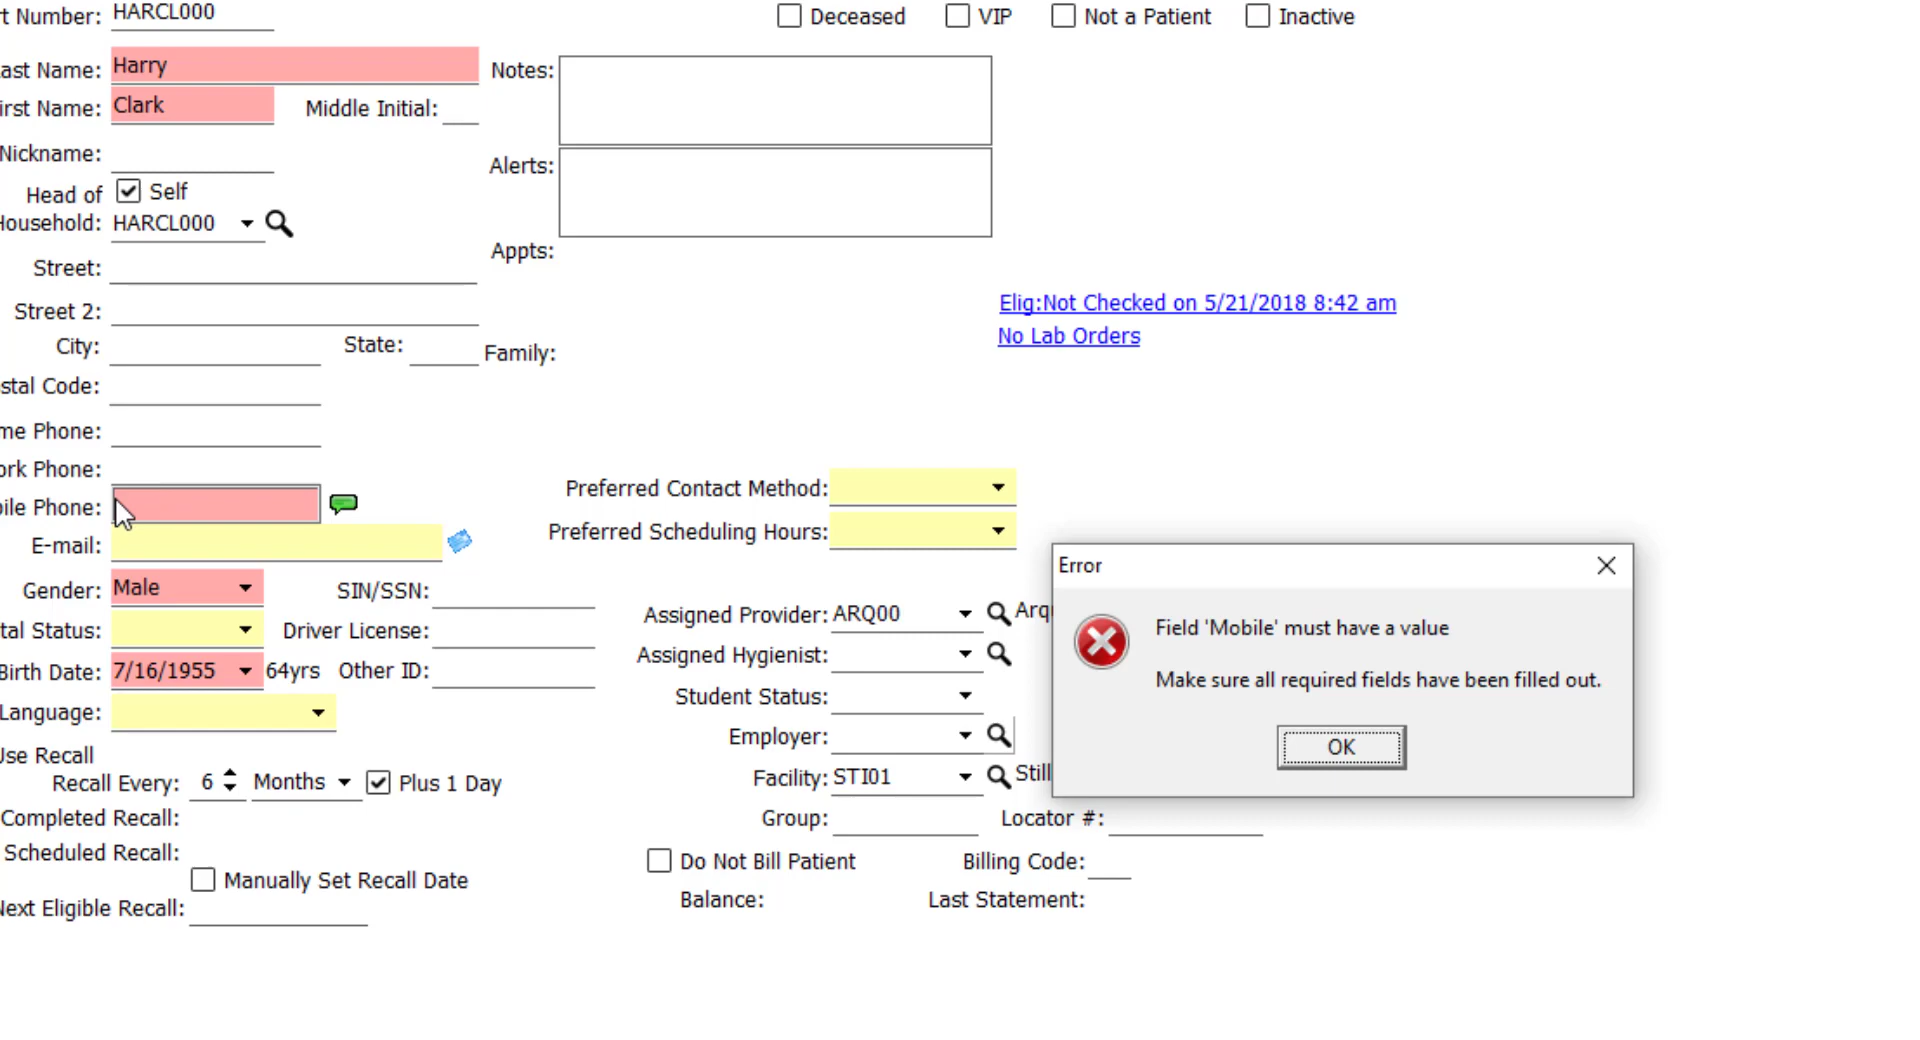 rt Number: HARCL000
Deceased VIP Not a Patient Inactive
ast Name: Harry
Notes:
irst Name: Clark Middle Initial:
Nickname:
Alerts:
Head of Self
Household: HARCL000
Appts:
Street:
Elig:Not Checked on 5/21/2018 8:42 am
Street 2:
No Lab Orders
City: State: Family:
stal Code:
me Phone:
ork Phone:
Preferred Contact Method:
bile Phone:
Preferred Scheduling Hours:
E-mail:
Error
Gender: Male SIN/SSN:
Assigned Provider: ARQ00 Arq
Field 'Mobile' must have a value
tal Status: Driver License:
Assigned Hygienist:
Birth Date: 7/16/1955 64yrs Other ID:
Make sure all required fields have been filled out.
Student Status:
Language:
Employer:
OK
Use Recall
Recall Every: 6 Months Plus 1 Day
Facility: STI01 Still
Completed Recall:
Group: Locator #:
Scheduled Recall:
Do Not Bill Patient Billing Code:
Manually Set Recall Date
Balance: Last Statement:
Next Eligible Recall: